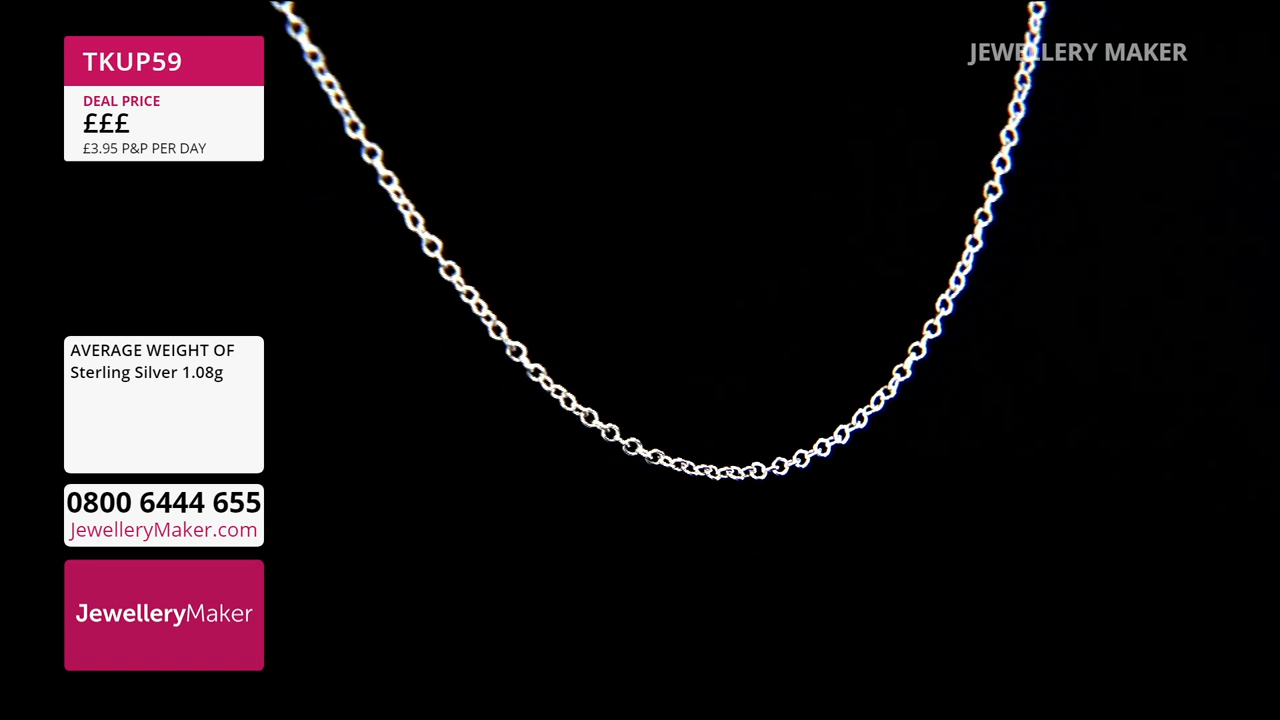 TKUP59
DEAL PRICE
£££
£3.95 P&P PER DAY
JEWELLERY MAKER
AVERAGE WEIGHT OF
Sterling Silver 1.08g
0800 6444 655
JewelleryMaker.com
JewelleryMaker